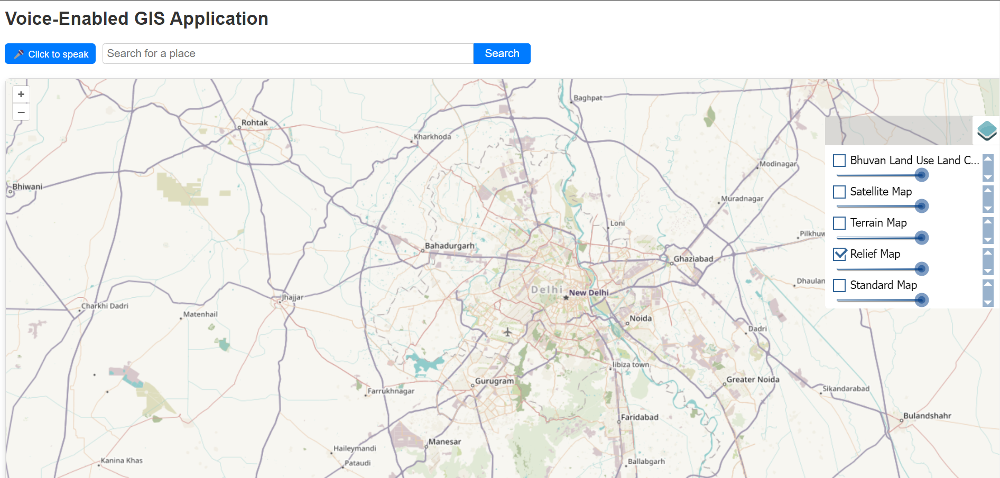 Voice-Enabled GIS Application
Click to speak
Search for a place
Search
+
−
Baghpat
Rohtak
Kharkhoda
Modinagar
Bhiwani
Muradnagar
Loni
Pilkhuw
Bahadurgarh
Ghaziabad
Dhaulan
Delhi
New Delhi
Jhajjar
Charkhi Dadri
Matenhail
Noida
Dadri
libiza town
Greater Noida
Gurugram
Sikandarabad
Farrukhnagar
Faridabad
Bulandshahr
Manesar
Haileymandi
Kanina Khas
Pataudi
Ballabgarh
Bhuvan Land Use Land C...
Satellite Map
Terrain Map
Relief Map
Standard Map